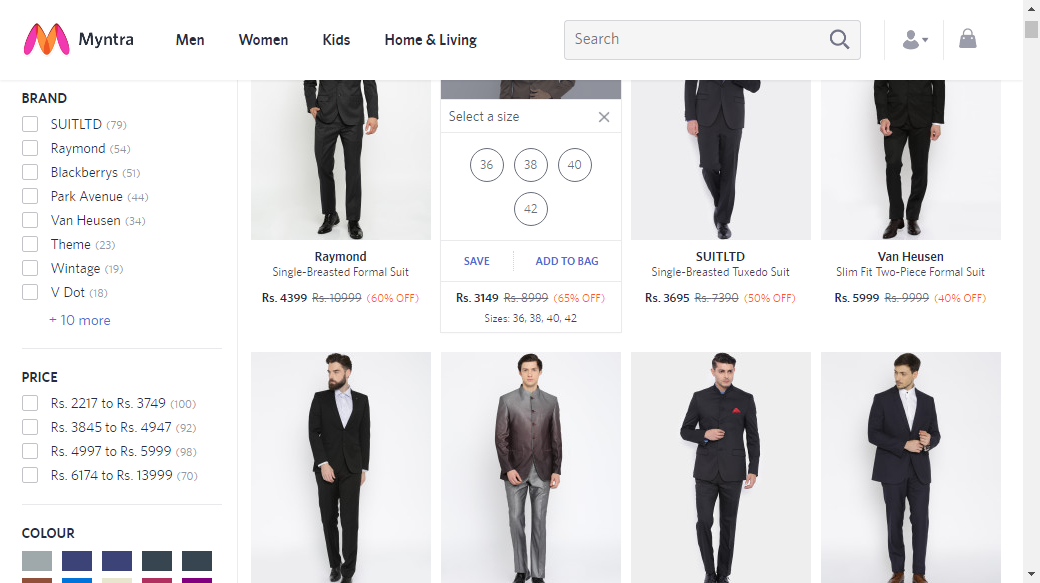 Myntra
Men
Women
Kids
Home & Living
Search
BRAND
SUITLTD (79)
Raymond (54)
Blackberrys (51)
Park Avenue (44)
Van Heusen (34)
Theme (23)
Wintage (19)
V Dot (18)
+ 10 more
PRICE
Rs. 2217 to Rs. 3749 (100)
Rs. 3845 to Rs. 4947 (92)
Rs. 4997 to Rs. 5999 (98)
Rs. 6174 to Rs. 13999 (70)
COLOUR
Raymond
Single-Breasted Formal Suit
Rs. 4399 Rs. 10999 (60% OFF)
Select a size
36 38 40
42
SAVE
ADD TO BAG
Rs. 3149 Rs. 8999 (65% OFF)
Sizes: 36, 38, 40, 42
SUITLTD
Single-Breasted Tuxedo Suit
Rs. 3695 Rs. 7390 (50% OFF)
Van Heusen
Slim Fit Two-Piece Formal Suit
Rs. 5999 Rs. 9999 (40% OFF)